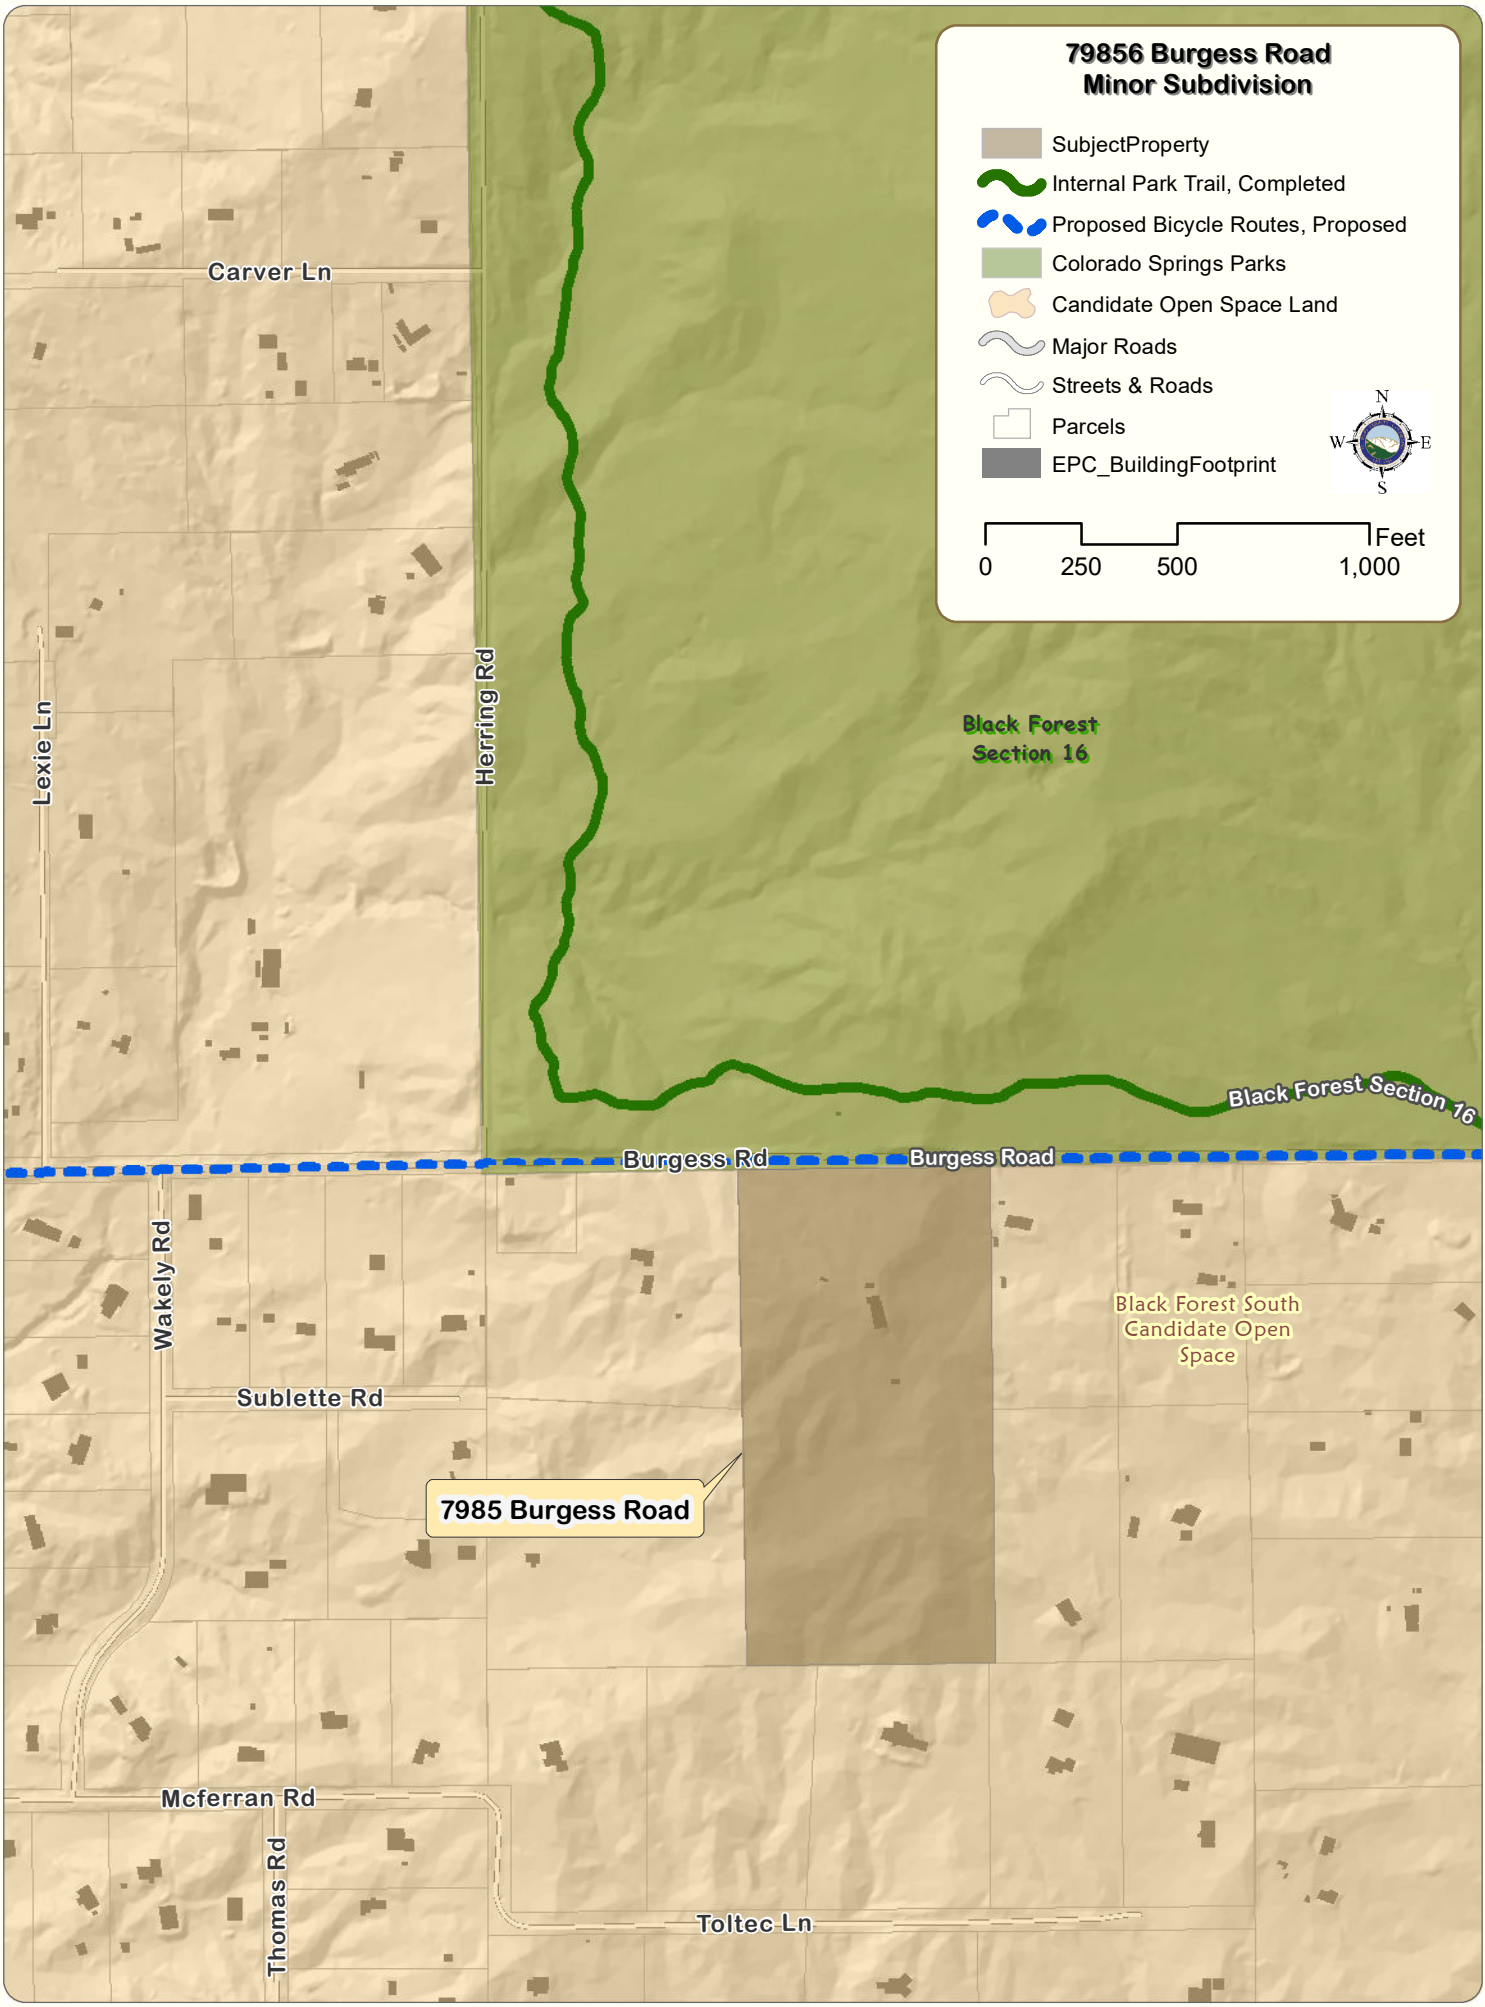 79856 Burgess Road
Minor Subdivision
SubjectProperty
Internal Park Trail, Completed
Proposed Bicycle Routes, Proposed
Colorado Springs Parks
Candidate Open Space Land
Major Roads
Streets & Roads
Parcels
EPC_BuildingFootprint
N
W E
S
Feet
0 250 500 1,000
Carver Ln
Herring Rd
Lexie Ln
Black Forest
Section 16
Black Forest Section 16
Burgess Rd
Burgess Road
Wakely Rd
Black Forest South
Candidate Open
Space
Sublette Rd
7985 Burgess Road
Mcferran Rd
Thomas Rd
Toltec Ln